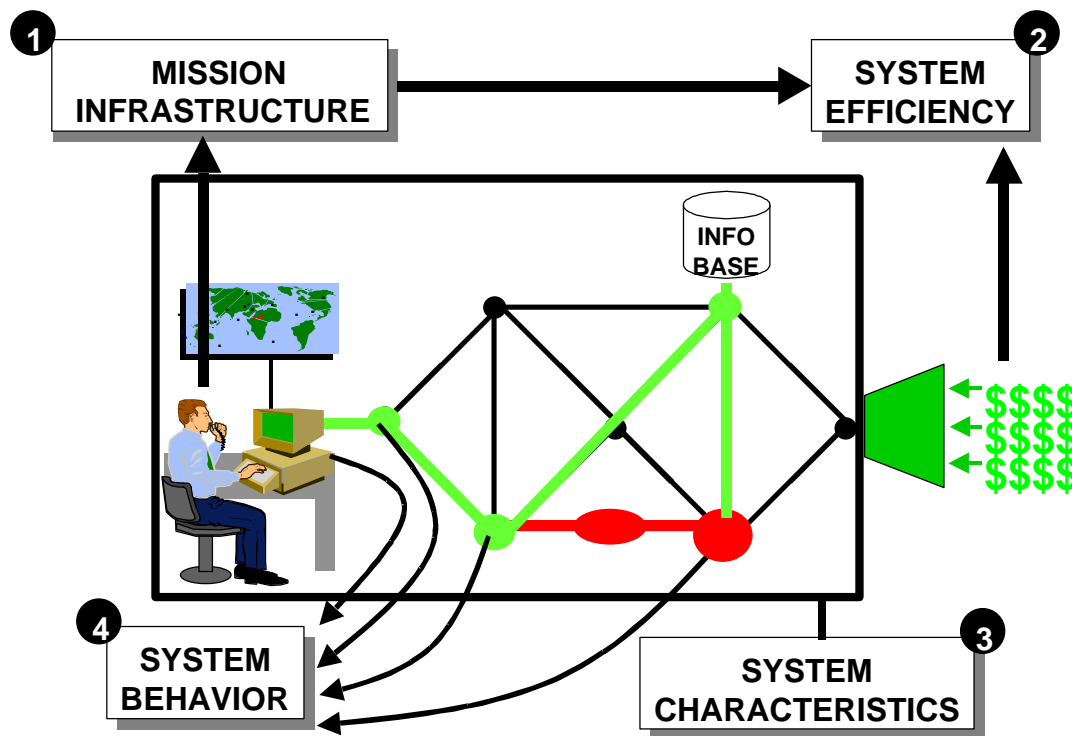 1
MISSION
INFRASTRUCTURE
2
SYSTEM
EFFICIENCY
INFO
BASE
$$$$
$$$$
$$$$
4
SYSTEM
BEHAVIOR
3
SYSTEM
CHARACTERISTICS